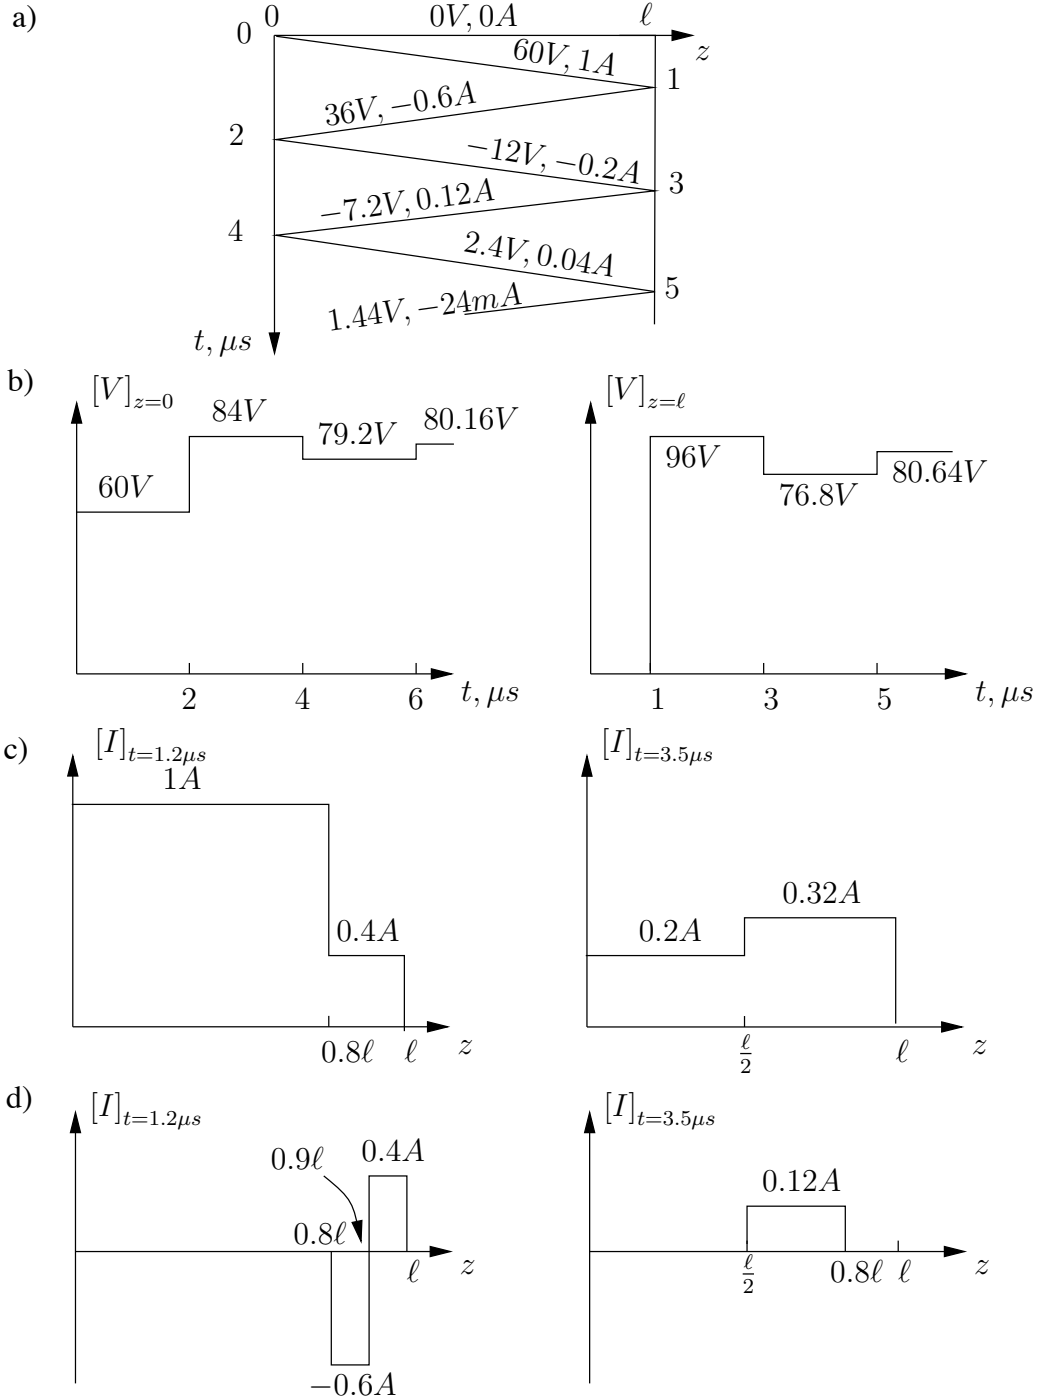 a)
0 0V, 0A ℓ
0
z
60V, 1A
1
36V, −0.6A
2
−12V, −0.2A
3
−7.2V, 0.12A
4
2.4V, 0.04A
5
1.44V, −24mA
t, μs
b)
[V]z=0
84V
79.2V
80.16V
60V
2 4 6 t, μs
[V]z=ℓ
96V
76.8V
80.64V
1 3 5 t, μs
c)
[I]t=1.2μs
1A
0.4A
0.8ℓ ℓ z
[I]t=3.5μs
0.2A
0.32A
ℓ/2 ℓ z
d)
[I]t=1.2μs
0.9ℓ
0.4A
0.8ℓ
ℓ z
−0.6A
[I]t=3.5μs
0.12A
ℓ/2 0.8ℓ ℓ z